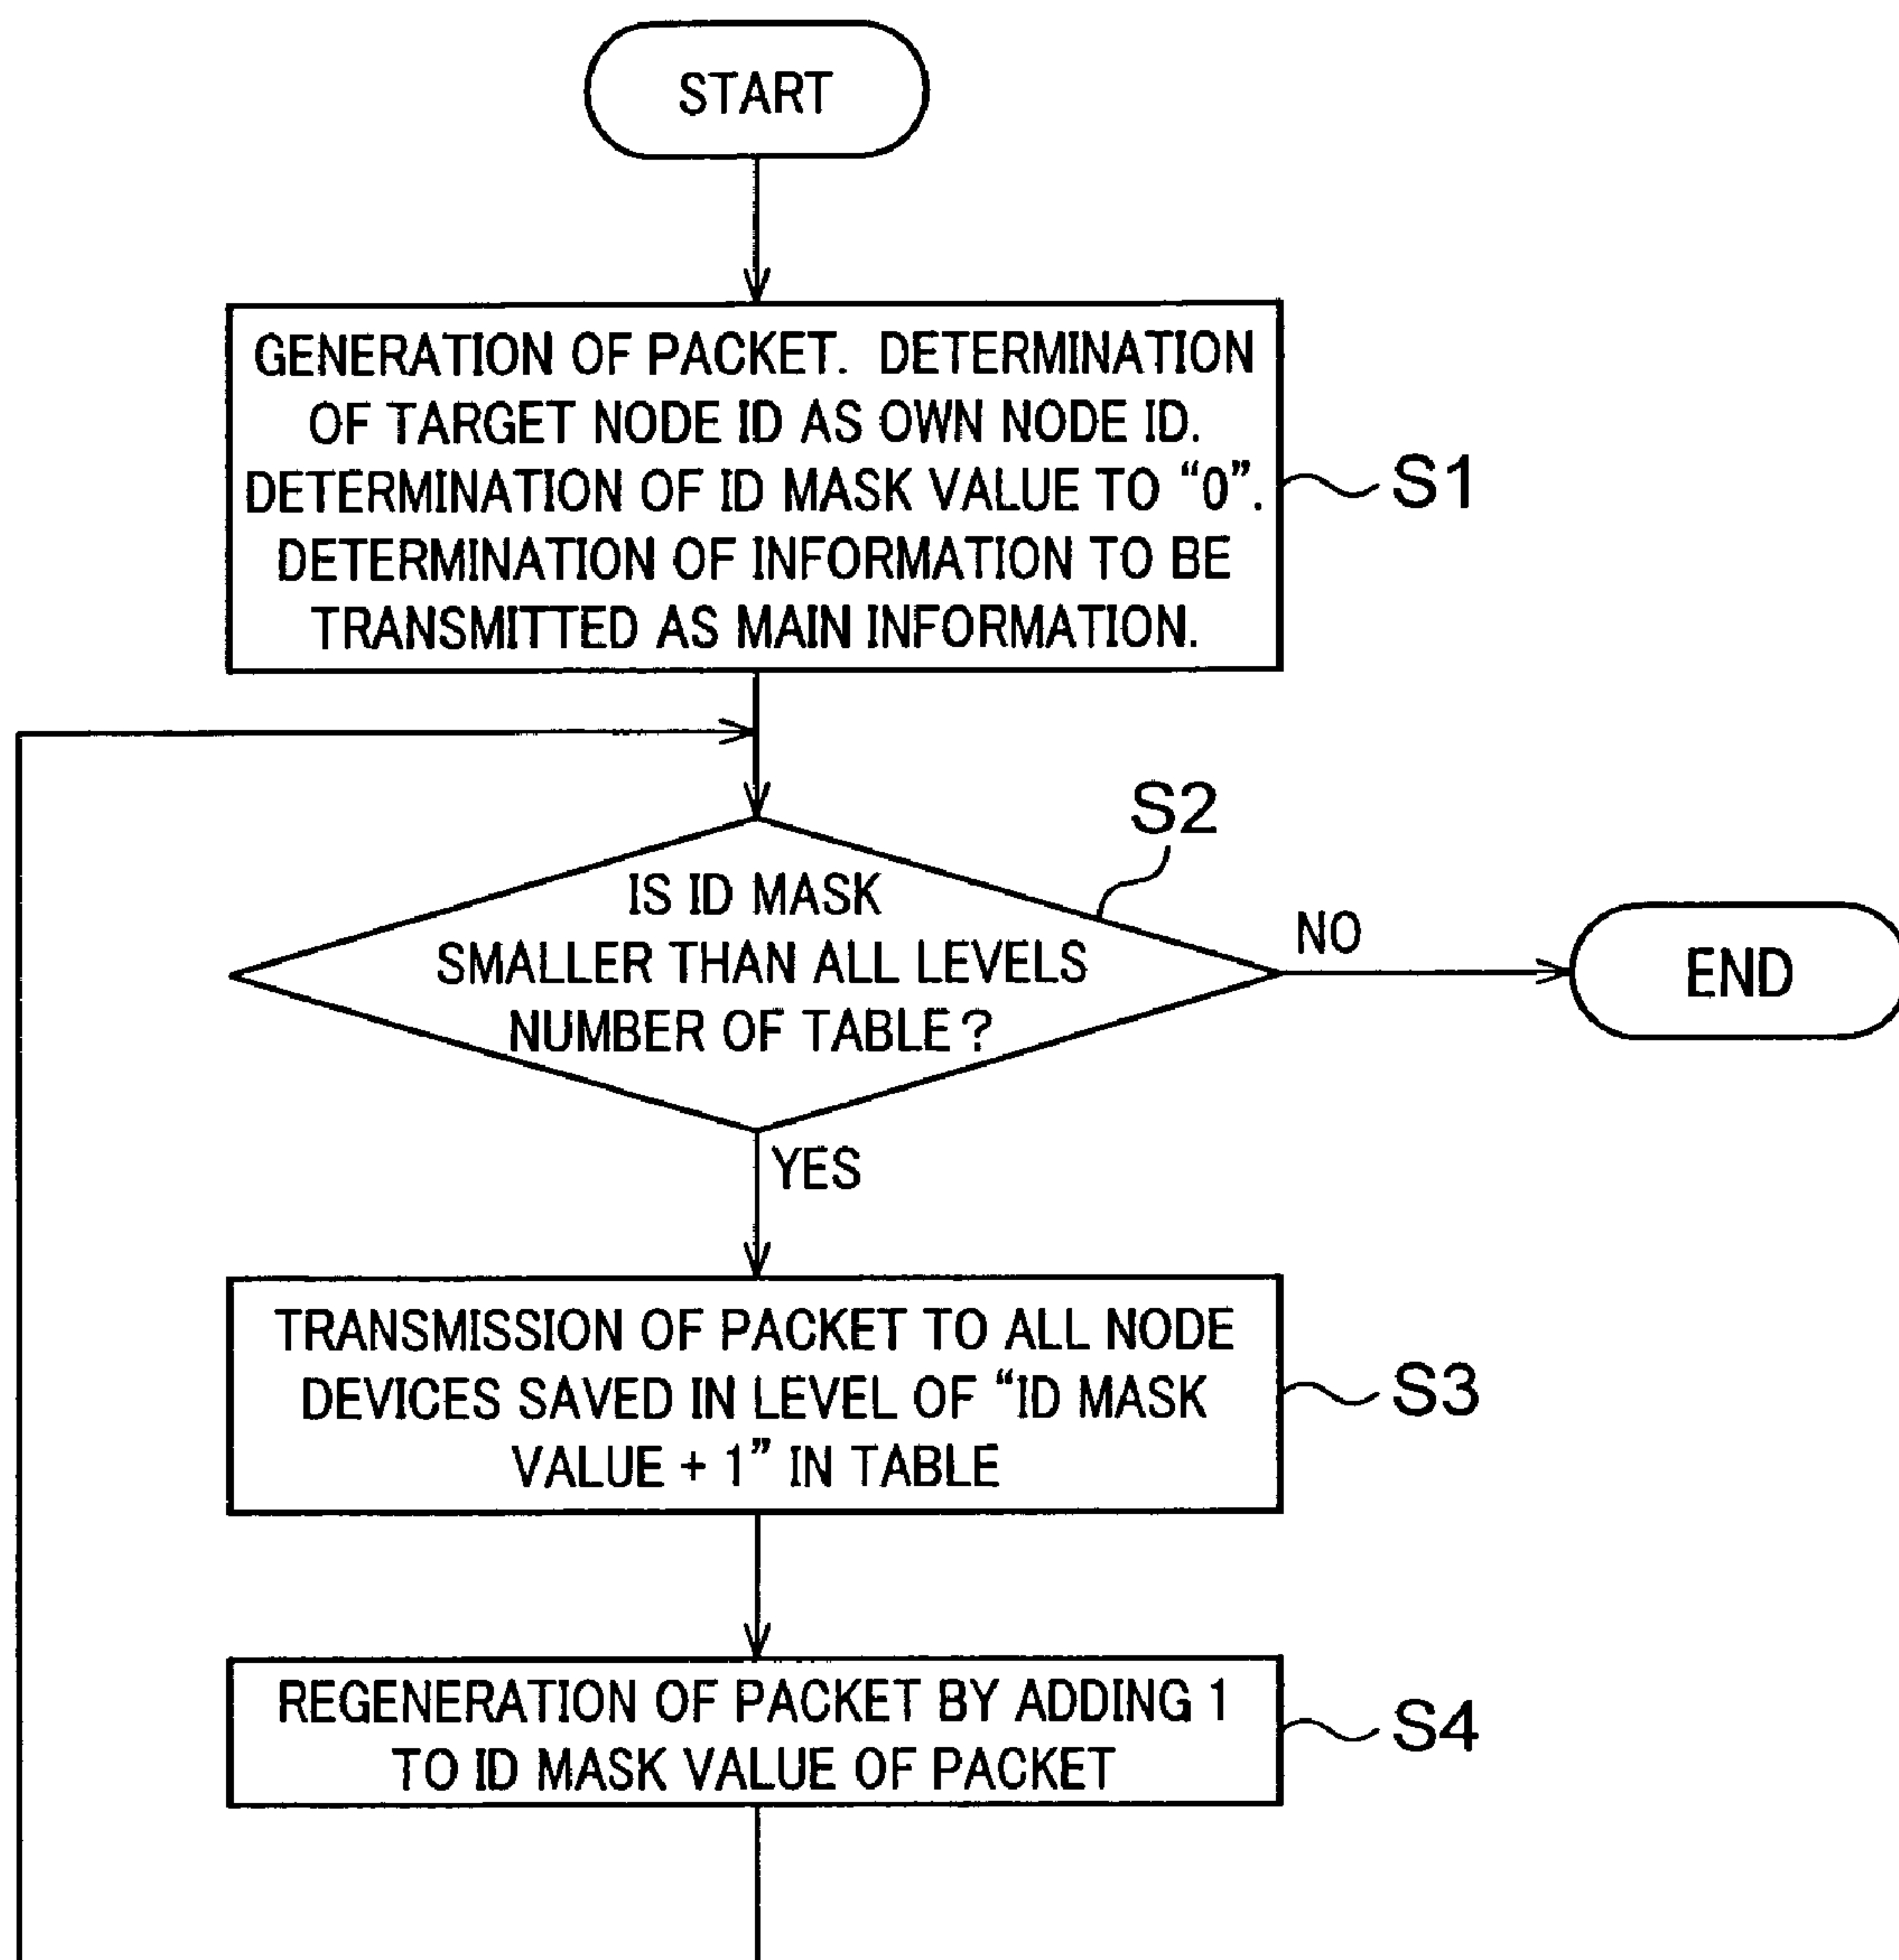 START
GENERATION OF PACKET. DETERMINATION
OF TARGET NODE ID AS OWN NODE ID.
DETERMINATION OF ID MASK VALUE TO “0”.
DETERMINATION OF INFORMATION TO BE
TRANSMITTED AS MAIN INFORMATION.
S1
S2
IS ID MASK
SMALLER THAN ALL LEVELS
NUMBER OF TABLE?
NO
END
YES
TRANSMISSION OF PACKET TO ALL NODE
DEVICES SAVED IN LEVEL OF “ID MASK
VALUE + 1” IN TABLE
S3
REGENERATION OF PACKET BY ADDING 1
TO ID MASK VALUE OF PACKET
S4